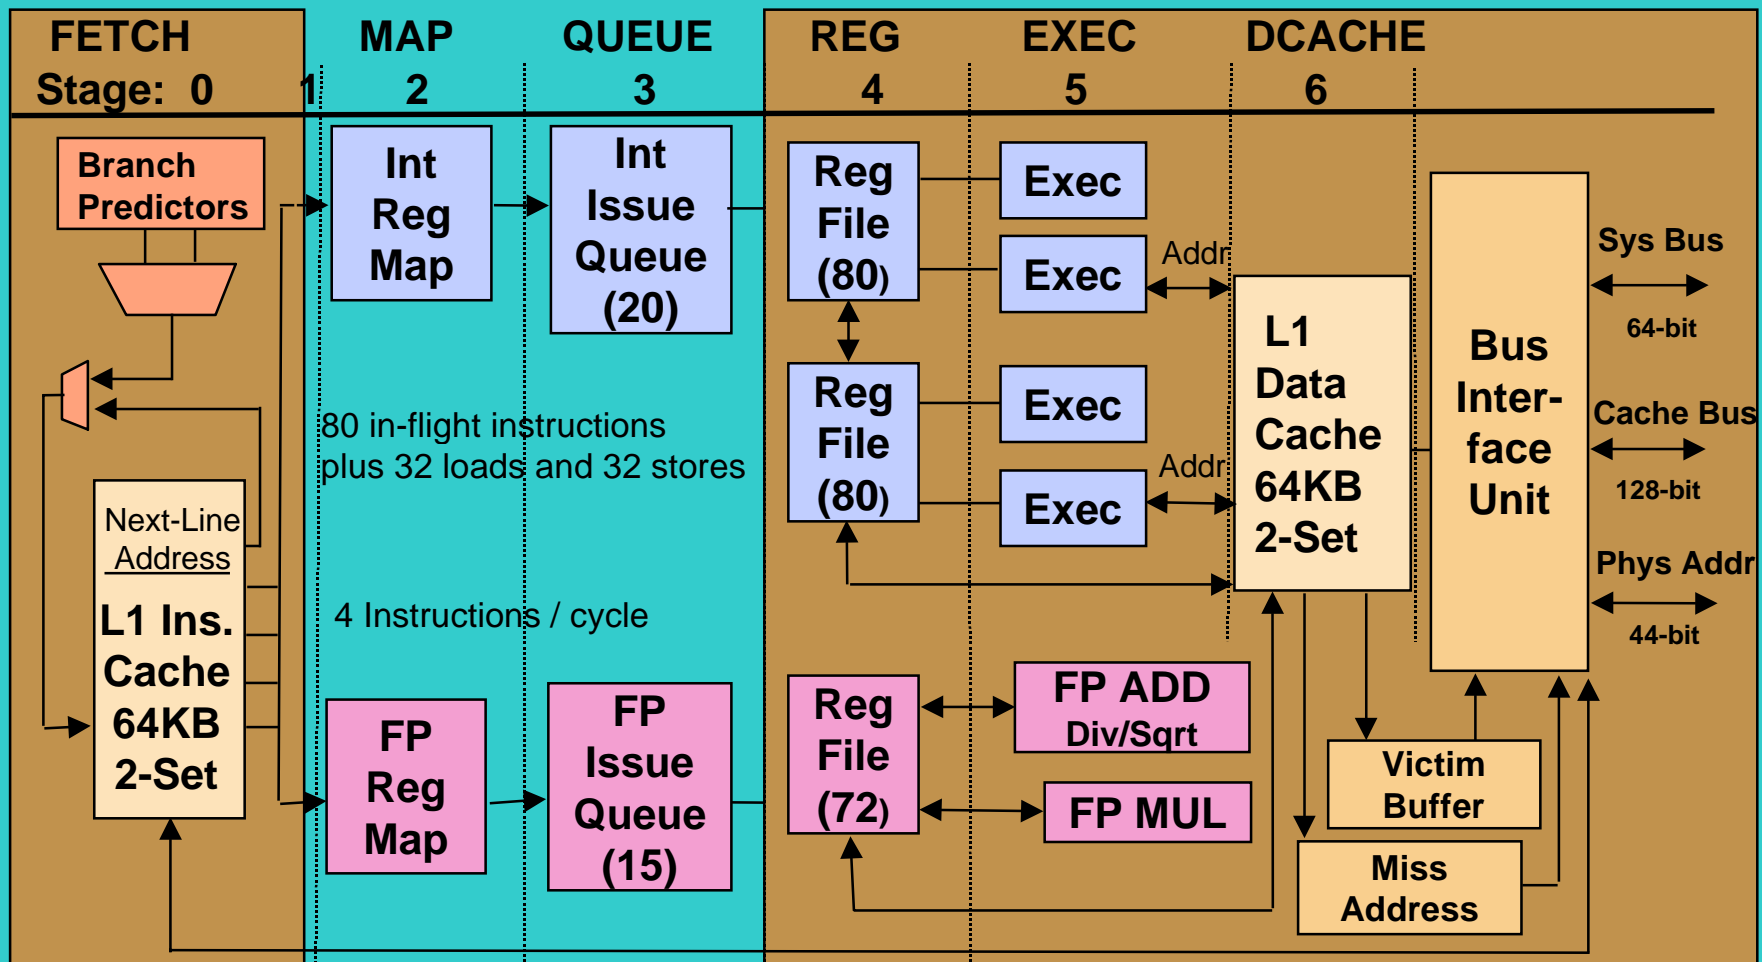 FETCH MAP QUEUE REG EXEC DCACHE
Stage: 0 1 2 3 4 5 6
Branch
Predictors
Int
Reg
Map
Int
Issue
Queue
(20)
Reg
File
(80)
Exec
Exec
Addr
Reg
File
(80)
Exec
Exec
Addr
L1
Data
Cache
64KB
2-Set
Bus
Inter-
face
Unit
Sys Bus
64-bit
Cache Bus
128-bit
Phys Addr
44-bit
80 in-flight instructions
plus 32 loads and 32 stores
4 Instructions / cycle
Next-Line
Address
L1 Ins.
Cache
64KB
2-Set
FP
Reg
Map
FP
Issue
Queue
(15)
Reg
File
(72)
FP ADD
Div/Sqrt
FP MUL
Victim
Buffer
Miss
Address